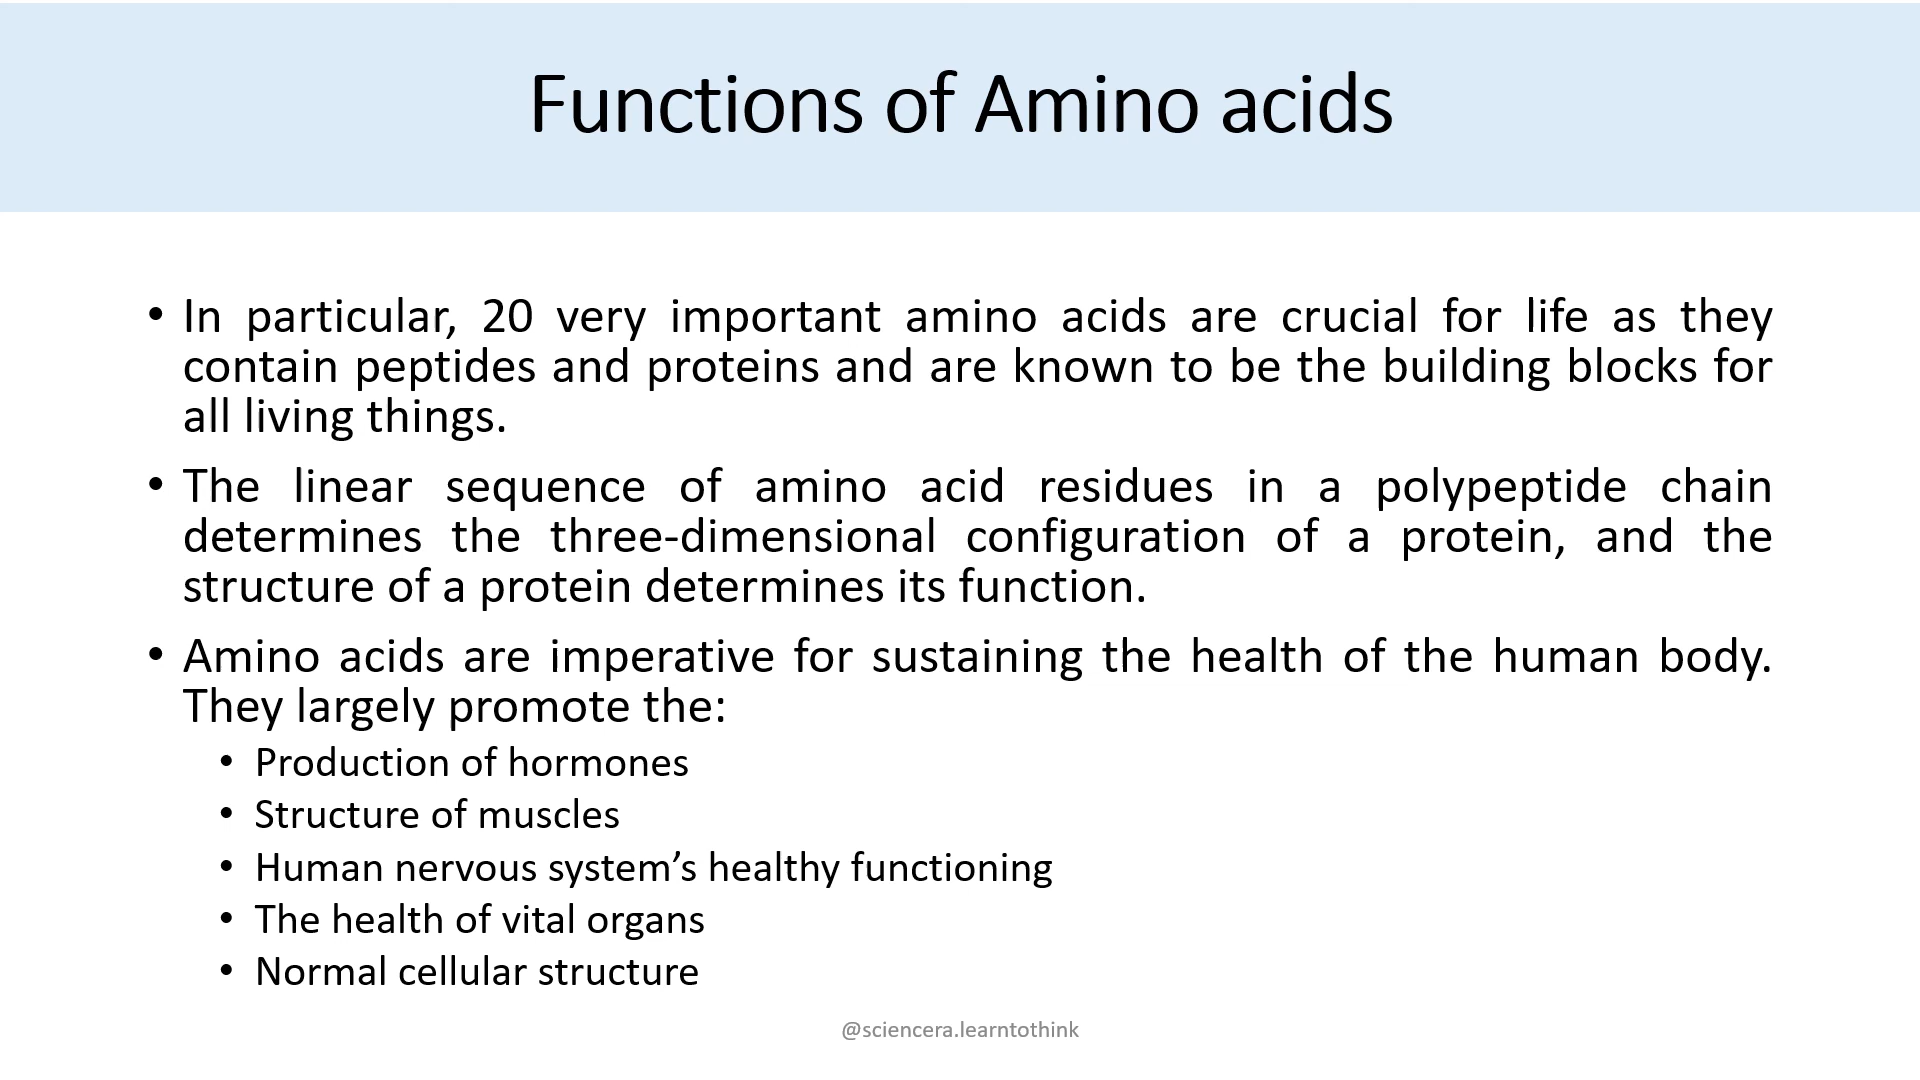 Functions of Amino acids
• In particular, 20 very important amino acids are crucial for life as they
contain peptides and proteins and are known to be the building blocks for
all living things.
• The linear sequence of amino acid residues in a polypeptide chain
determines the three-dimensional configuration of a protein, and the
structure of a protein determines its function.
• Amino acids are imperative for sustaining the health of the human body.
They largely promote the:
• Production of hormones
• Structure of muscles
• Human nervous system’s healthy functioning
• The health of vital organs
• Normal cellular structure
@sciencera.learntothink